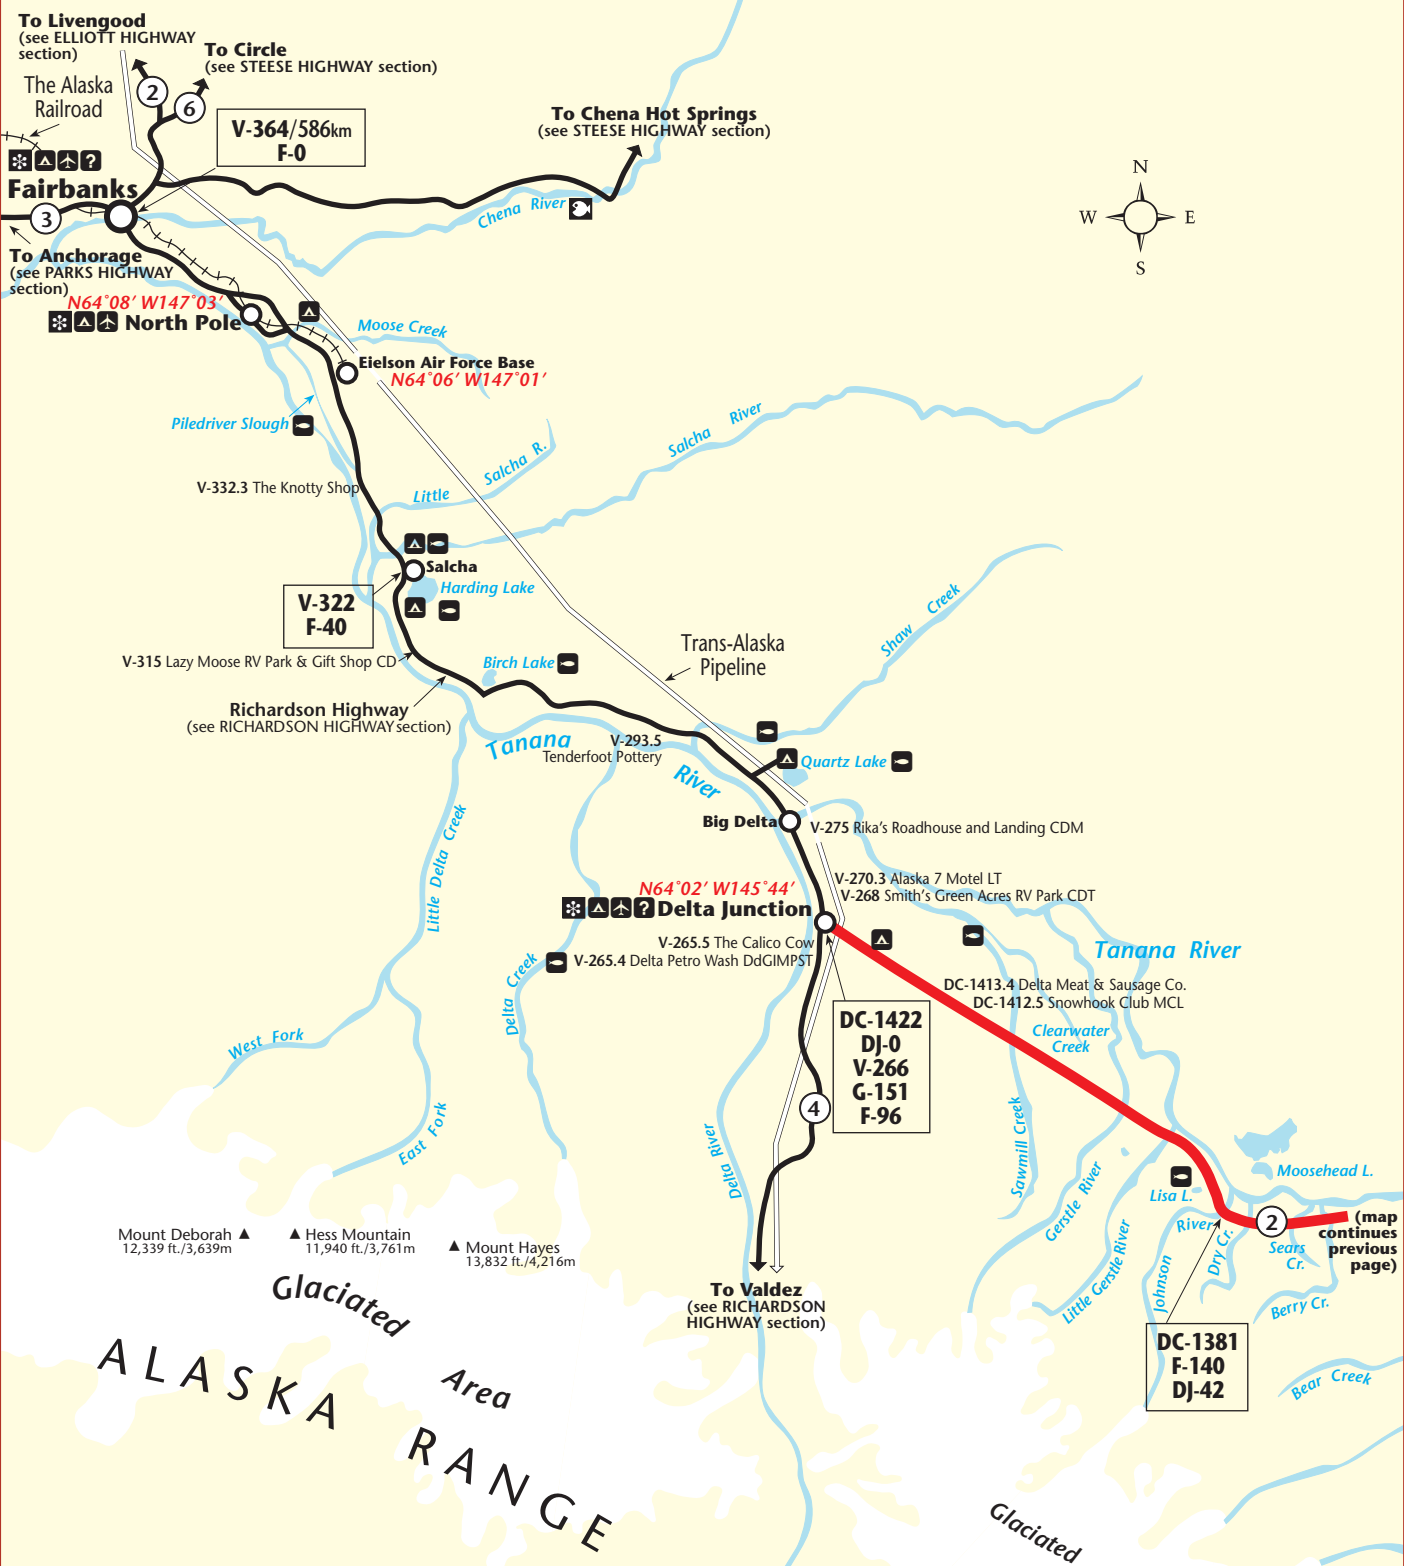 To Livengood
(see ELLIOTT HIGHWAY
section)
To Circle
(see STEESE HIGHWAY section)
The Alaska
Railroad
2
6
V-364/586km
F-0
To Chena Hot Springs
(see STEESE HIGHWAY section)
?
Fairbanks
3
Chena River
N
W E
S
To Anchorage
(see PARKS HIGHWAY
section)
N64°08' W147°03'
North Pole
Moose Creek
Eielson Air Force Base
N64°06' W147°01'
Piledriver Slough
Salcha River
Little Salcha R.
V-332.3 The Knotty Shop
Salcha
Harding Lake
V-322
F-40
Shaw Creek
Trans-Alaska
Pipeline
V-315 Lazy Moose RV Park & Gift Shop CD
Birch Lake
Richardson Highway
(see RICHARDSON HIGHWAY section)
Tanana River
V-293.5
Tenderfoot Pottery
Quartz Lake
Big Delta
V-275 Rika's Roadhouse and Landing CDM
Little Delta Creek
V-270.3 Alaska 7 Motel LT
V-268 Smith's Green Acres RV Park CDT
N64°02' W145°44'
? Delta Junction
V-265.5 The Calico Cow
V-265.4 Delta Petro Wash DdGIMPST
Tanana River
Delta Creek
DC-1413.4 Delta Meat & Sausage Co.
DC-1412.5 Snowhook Club MCL
Clearwater
Creek
DC-1422
DJ-0
V-266
G-151
F-96
West Fork
East Fork
4
Delta River
Sawmill Creek
Gerstle River
Little Gerstle River
Lisa L.
Moosehead L.
Johnson River
Dry Cr.
2
Sears
Cr.
(map
continues
previous
page)
Berry Cr.
Bear Creek
Mount Deborah
12,339 ft./3,639m
Hess Mountain
11,940 ft./3,761m
Mount Hayes
13,832 ft./4,216m
To Valdez
(see RICHARDSON
HIGHWAY section)
DC-1381
F-140
DJ-42
Glaciated Area
ALASKA RANGE
Glaciated